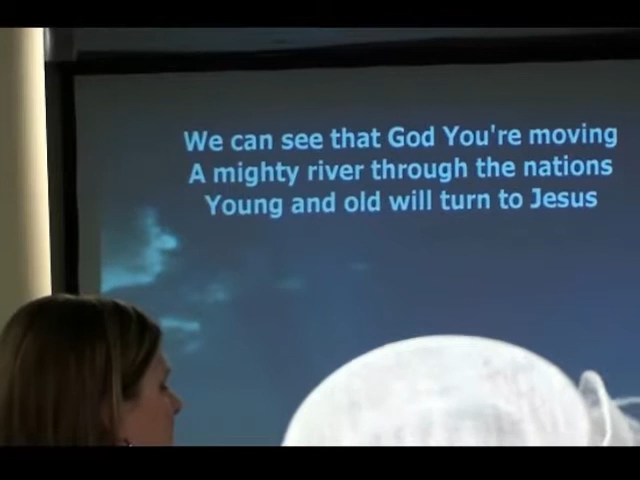 We can see that God You're moving
A mighty river through the nations
Young and old will turn to Jesus